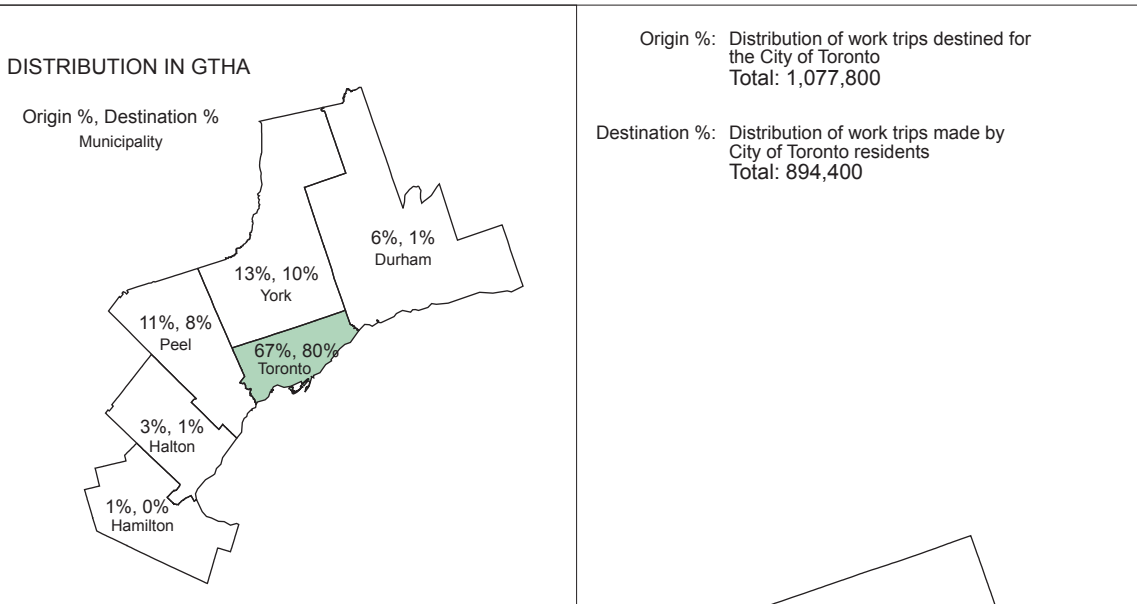 DISTRIBUTION IN GTHA
Origin %, Destination %
Municipality
6%, 1%
Durham
13%, 10%
York
11%, 8%
Peel
67%, 80%
Toronto
3%, 1%
Halton
1%, 0%
Hamilton
Origin %: Distribution of work trips destined for
the City of Toronto
Total: 1,077,800
Destination %: Distribution of work trips made by
City of Toronto residents
Total: 894,400